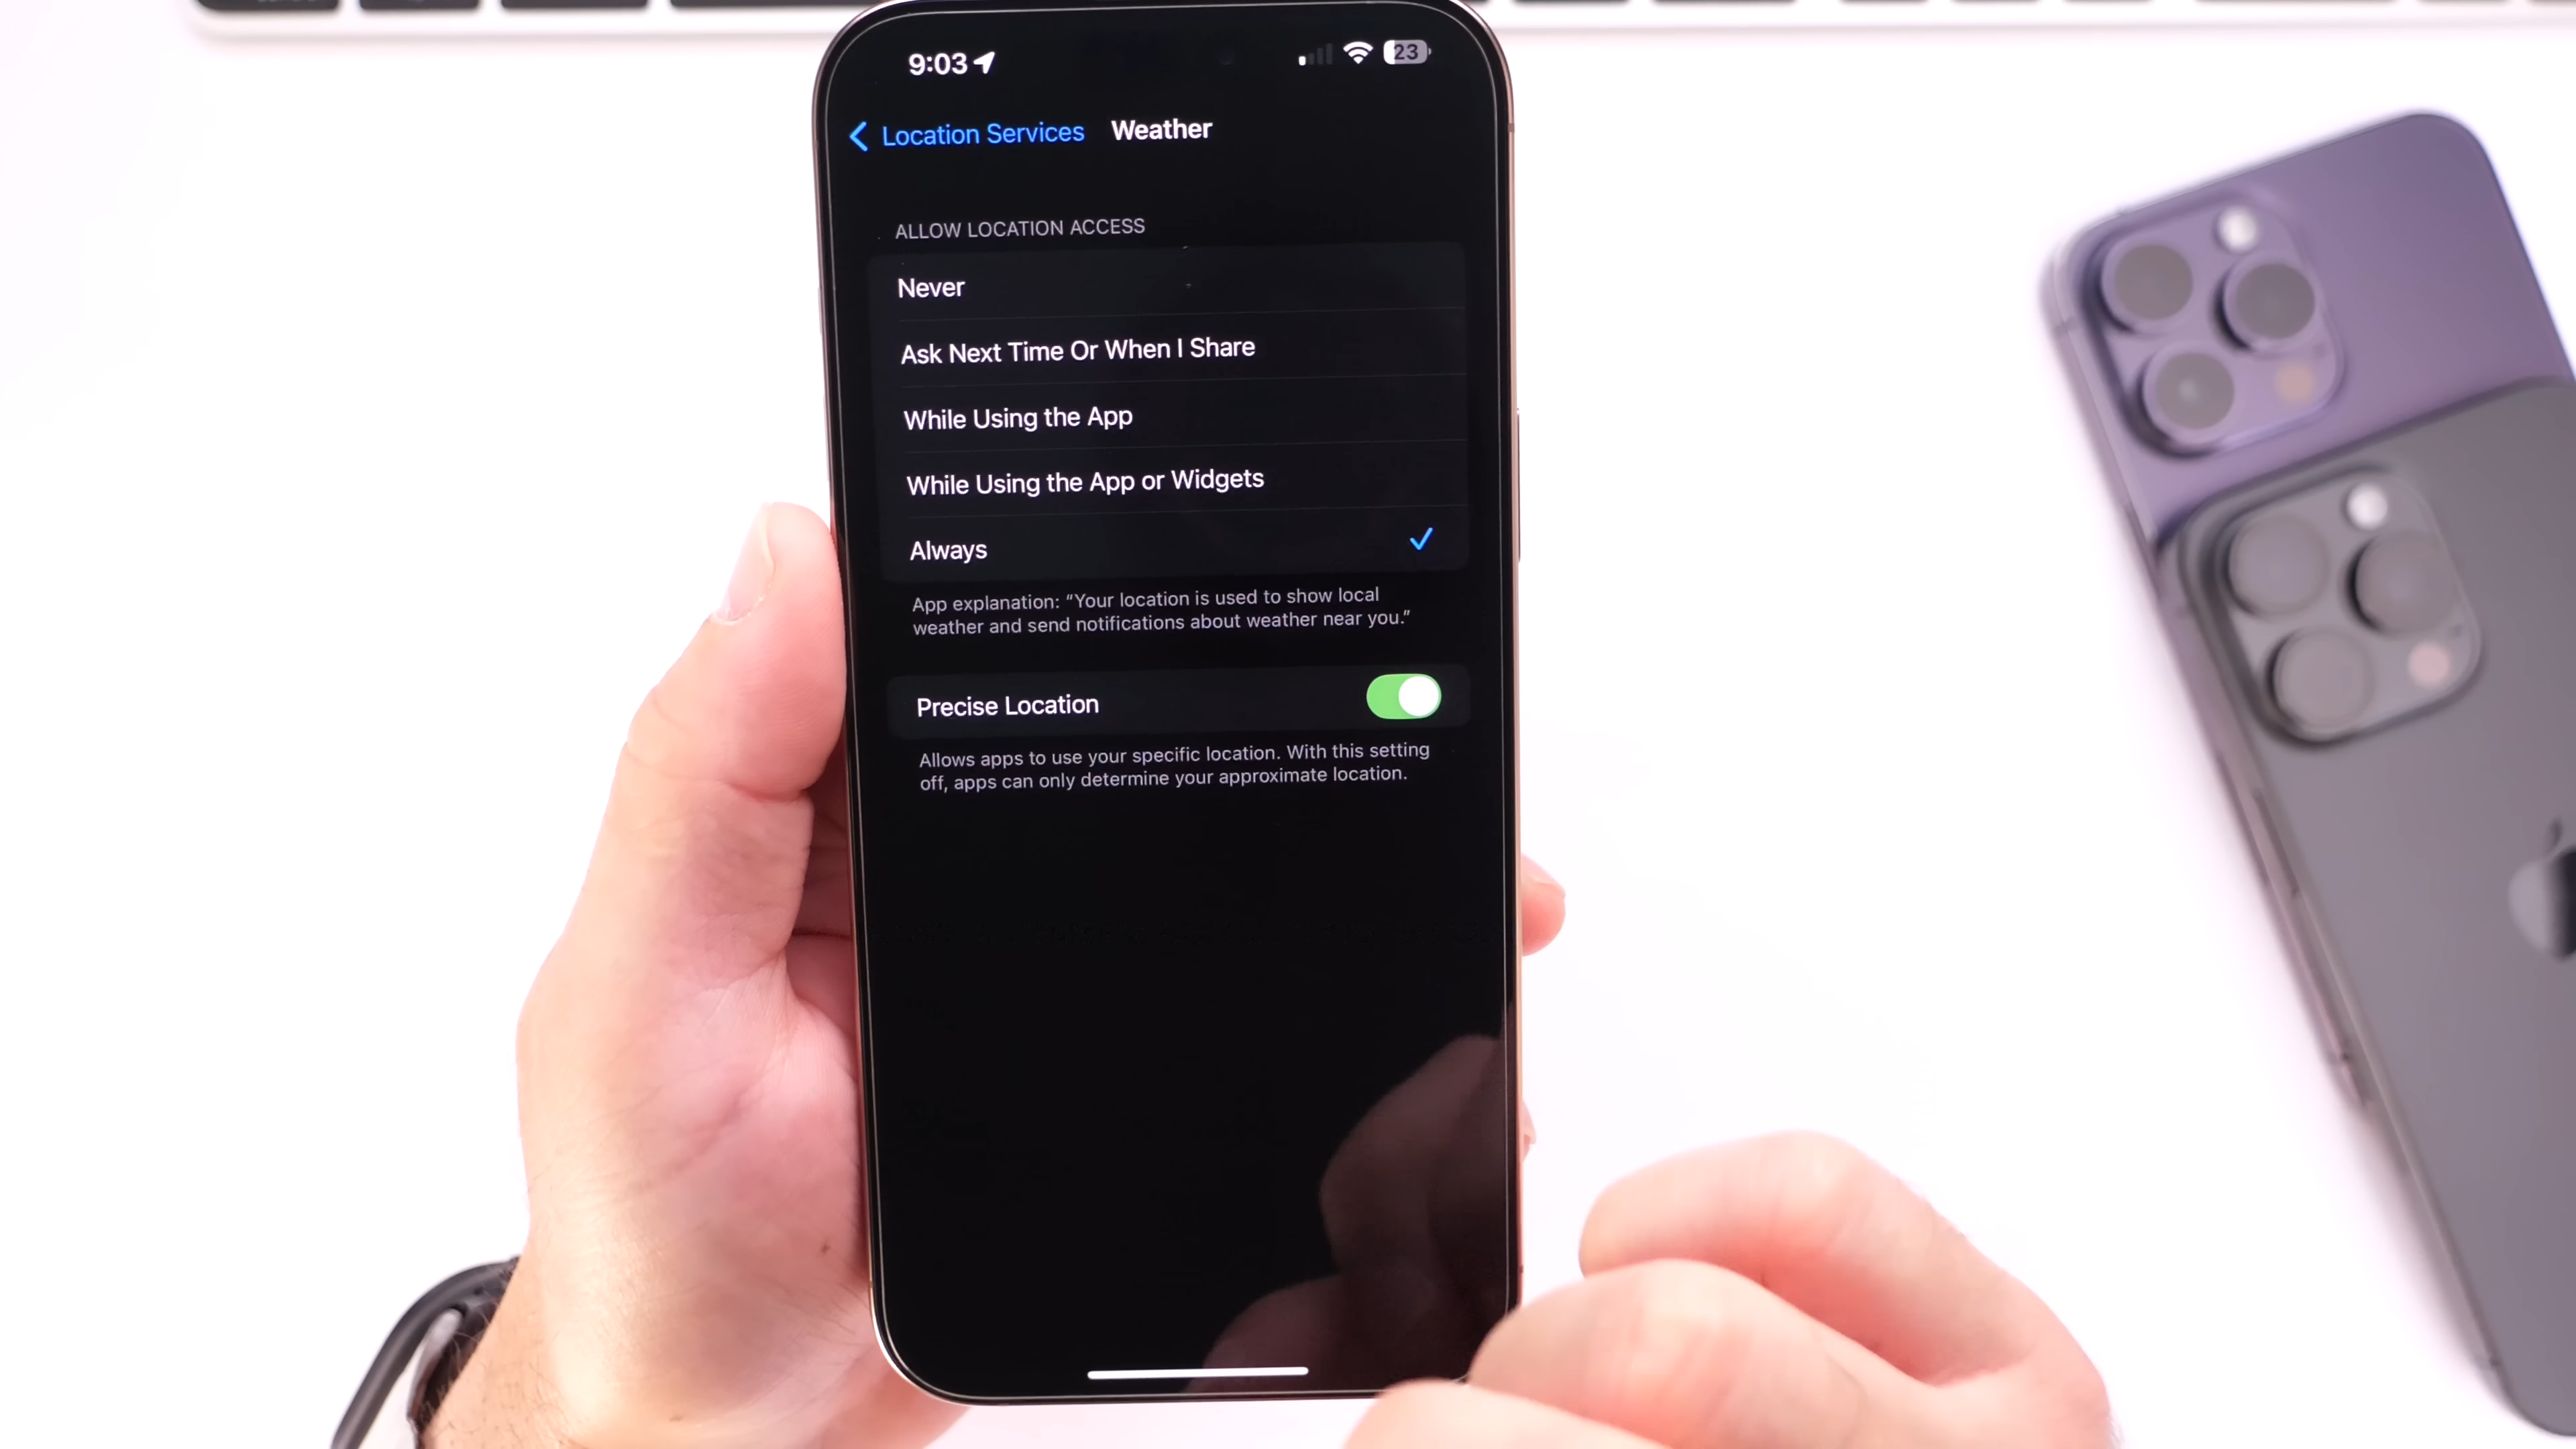 9:03
23
Location Services
Weather
ALLOW LOCATION ACCESS
Never
Ask Next Time Or When I Share
While Using the App
While Using the App or Widgets
Always
App explanation: “Your location is used to show local
weather and send notifications about weather near you.”
Precise Location
Allows apps to use your specific location. With this setting
off, apps can only determine your approximate location.